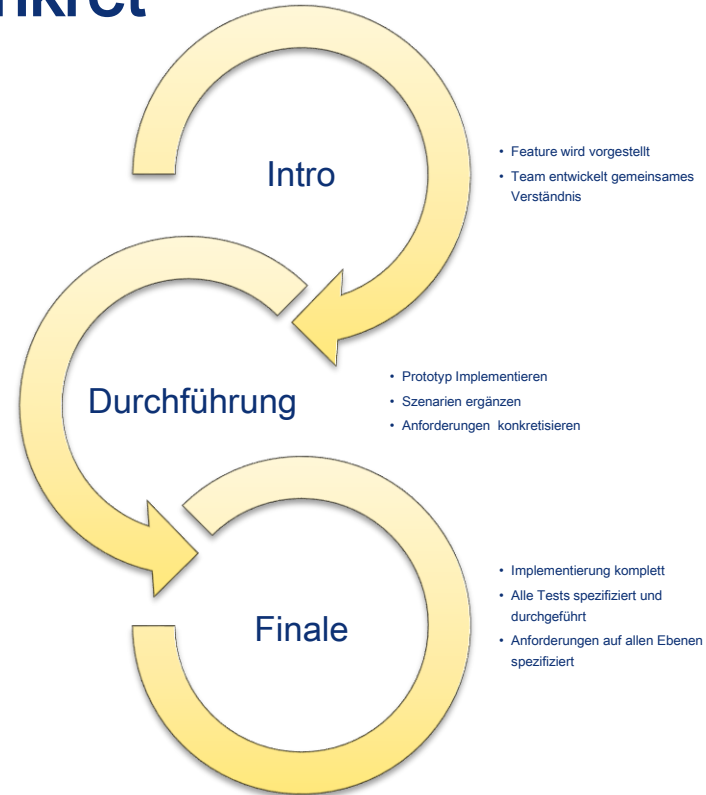 Intro
• Feature wird vorgestellt
• Team entwickelt gemeinsames
Verständnis
Durchführung
• Prototyp Implementieren
• Szenarien ergänzen
• Anforderungen konkretisieren
Finale
• Implementierung komplett
• Alle Tests spezifiziert und
durchgeführt
• Anforderungen auf allen Ebenen
spezifiziert